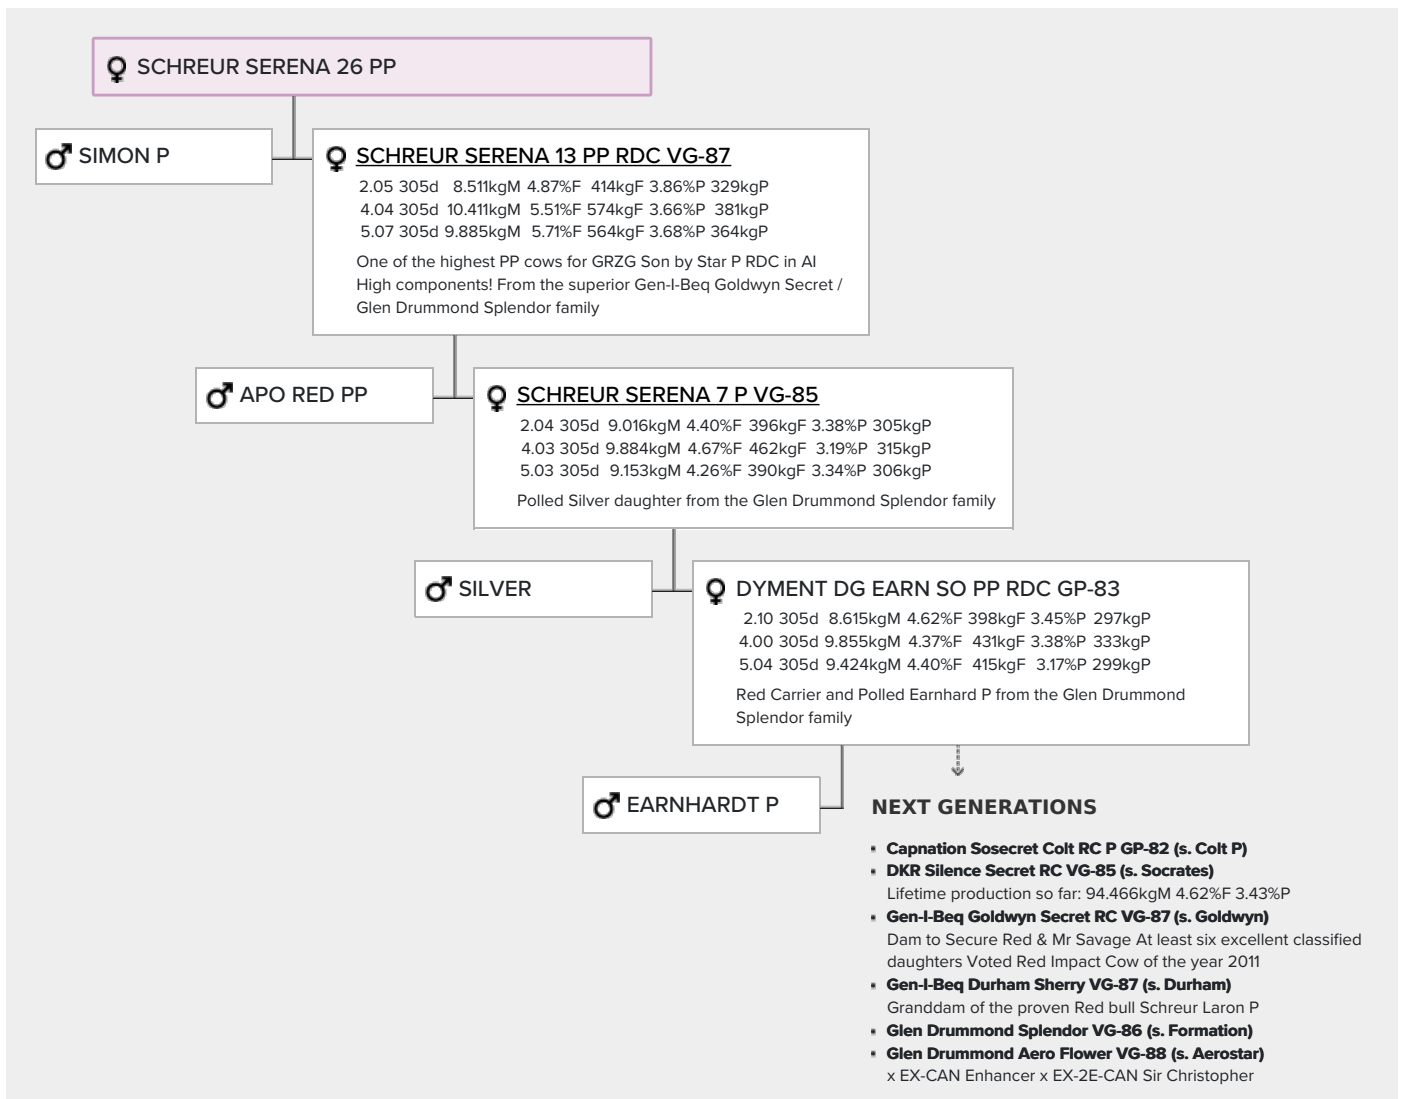 SCHREUR SERENA 26 PP
SIMON P
SCHREUR SERENA 13 PP RDC VG-87
2.05 305d 8.511kgM 4.87%F 414kgF 3.86%P 329kgP
4.04 305d 10.411kgM 5.51%F 574kgF 3.66%P 381kgP
5.07 305d 9.885kgM 5.71%F 564kgF 3.68%P 364kgP
One of the highest PP cows for GRZG Son by Star P RDC in AI
High components! From the superior Gen-I-Beq Goldwyn Secret /
Glen Drummond Splendor family
APO RED PP
SCHREUR SERENA 7 P VG-85
2.04 305d 9.016kgM 4.40%F 396kgF 3.38%P 305kgP
4.03 305d 9.884kgM 4.67%F 462kgF 3.19%P 315kgP
5.03 305d 9.153kgM 4.26%F 390kgF 3.34%P 306kgP
Polled Silver daughter from the Glen Drummond Splendor family
SILVER
DYMENT DG EARN SO PP RDC GP-83
2.10 305d 8.615kgM 4.62%F 398kgF 3.45%P 297kgP
4.00 305d 9.855kgM 4.37%F 431kgF 3.38%P 333kgP
5.04 305d 9.424kgM 4.40%F 415kgF 3.17%P 299kgP
Red Carrier and Polled Earnhard P from the Glen Drummond
Splendor family
EARNHARDT P
NEXT GENERATIONS
Capnation Sosecret Colt RC P GP-82 (s. Colt P)
DKR Silence Secret RC VG-85 (s. Socrates)
Lifetime production so far: 94.466kgM 4.62%F 3.43%P
Gen-I-Beq Goldwyn Secret RC VG-87 (s. Goldwyn)
Dam to Secure Red & Mr Savage At least six excellent classified
daughters Voted Red Impact Cow of the year 2011
Gen-I-Beq Durham Sherry VG-87 (s. Durham)
Granddam of the proven Red bull Schreur Laron P
Glen Drummond Splendor VG-86 (s. Formation)
Glen Drummond Aero Flower VG-88 (s. Aerostar)
x EX-CAN Enhancer x EX-2E-CAN Sir Christopher